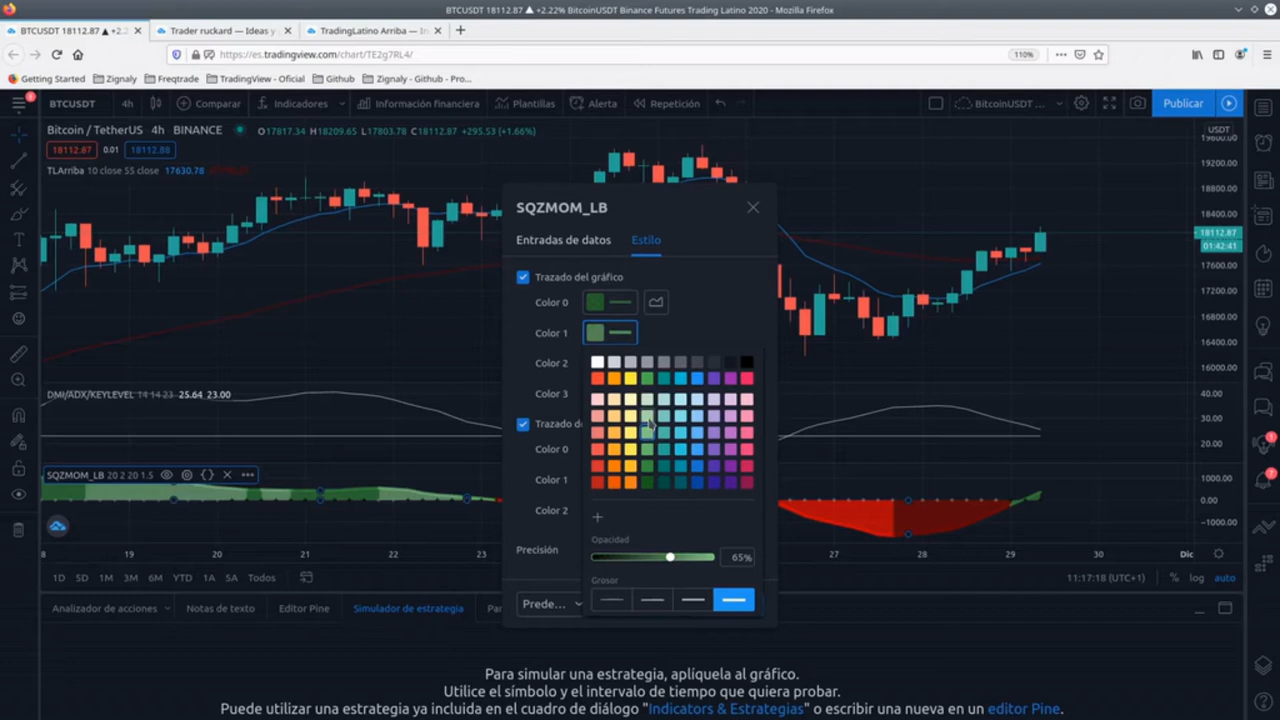 BTCUSDT 18112.87 ▲ +2.22% BitcoinUSDT Binance Futures Trading Latino 2020 - Mozilla Firefox
BTCUSDT 18112.87 ▲ +2.2
Trader ruckard — Ideas y
TradingLatino Arriba — In
https://es.tradingview.com/chart/TE2g7RL4/
110%
Getting Started
Zignaly
Freqtrade
TradingView - Oficial
Github
Zignaly - Github - Pro...
8
BTCUSDT
4h
Comparar
Indicadores
Información financiera
Plantillas
Alerta
Repetición
BitcoinUSDT ...
Publicar
Bitcoin / TetherUS 4h BINANCE
O17817.34 H18209.65 L17803.78 C18112.87 +295.53 (+1.66%)
18112.87
0.01
18112.88
TLArriba 10 close 55 close 17630.78
USDT
19600.00
19200.00
18800.00
18400.00
18112.87
01:42:41
17600.00
17200.00
16800.00
16400.00
SQZMOM_LB
Entradas de datos
Estilo
Trazado del gráfico
Color 0
Color 1
Color 2
Color 3
Trazado de
Color 0
Color 1
Color 2
Precisión
Prede...
+
Opacidad
65%
Grosor
DMI/ADX/KEYLEVEL 14 14 23 25.64 23.00
40.00
30.00
20.00
SQZMOM_LB 20 2 20 1.5
1000.00
0.00
−1000.00
8
19
20
21
22
23
27
28
29
30
Dic
1D
5D
1M
3M
6M
YTD
1A
5A
Todos
11:17:18 (UTC+1)
%
log
auto
Analizador de acciones
Notas de texto
Editor Pine
Simulador de estrategia
Pa
1
2
Para simular una estrategia, aplíquela al gráfico.
Utilice el símbolo y el intervalo de tiempo que quiera probar.
Puede utilizar una estrategia ya incluida en el cuadro de diálogo "Indicators & Estrategias" o escribir una nueva en un editor Pine.